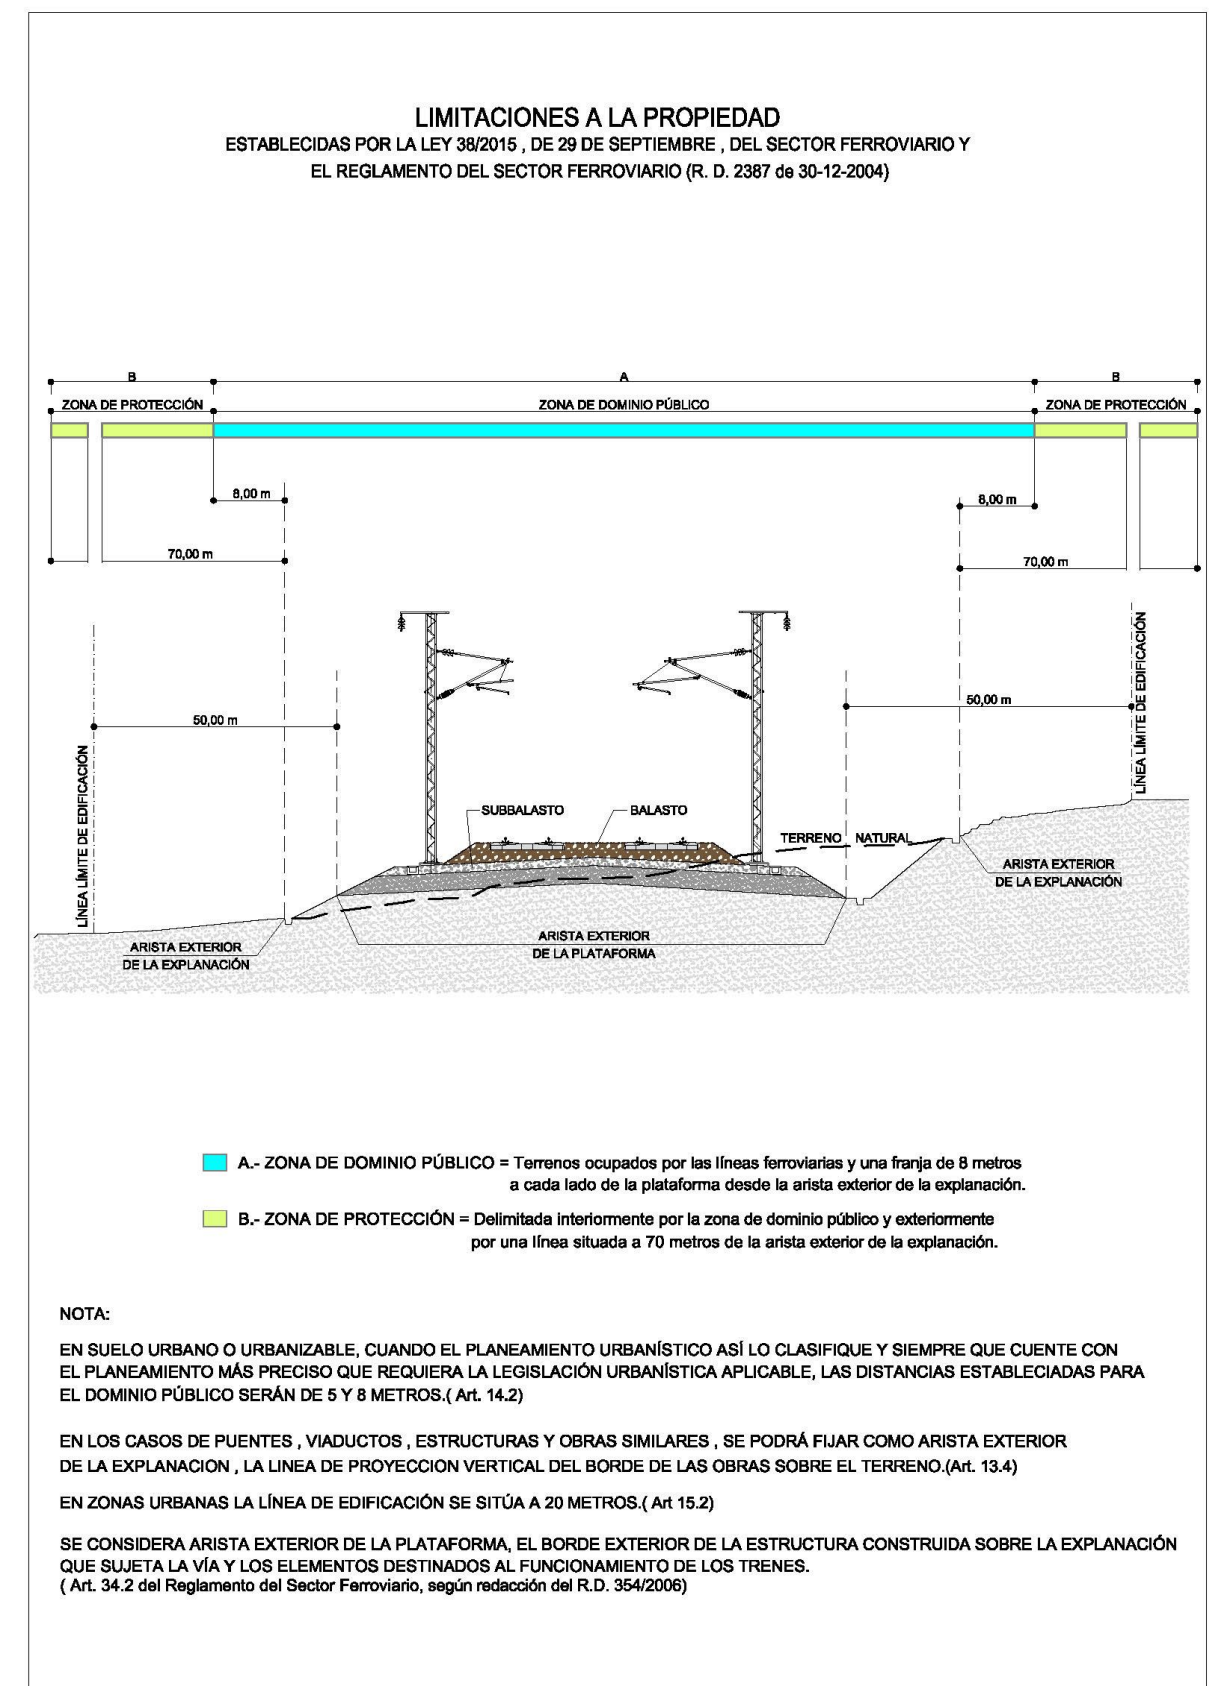 LIMITACIONES A LA PROPIEDAD
ESTABLECIDAS POR LA LEY 38/2015 , DE 29 DE SEPTIEMBRE , DEL SECTOR FERROVIARIO Y
EL REGLAMENTO DEL SECTOR FERROVIARIO (R. D. 2387 de 30-12-2004)
B
A
B
ZONA DE PROTECCIÓN
ZONA DE DOMINIO PÚBLICO
ZONA DE PROTECCIÓN
8,00 m
8,00 m
70,00 m
70,00 m
50,00 m
50,00 m
LÍNEA LÍMITE DE EDIFICACIÓN
LÍNEA LÍMITE DE EDIFICACIÓN
SUBBALASTO
BALASTO
TERRENO NATURAL
ARISTA EXTERIOR
DE LA EXPLANACIÓN
ARISTA EXTERIOR
DE LA PLATAFORMA
ARISTA EXTERIOR
DE LA EXPLANACIÓN
A.- ZONA DE DOMINIO PÚBLICO = Terrenos ocupados por las líneas ferroviarias y una franja de 8 metros
a cada lado de la plataforma desde la arista exterior de la explanación.
B.- ZONA DE PROTECCIÓN = Delimitada interiormente por la zona de dominio público y exteriormente
por una línea situada a 70 metros de la arista exterior de la explanación.
NOTA:
EN SUELO URBANO O URBANIZABLE, CUANDO EL PLANEAMIENTO URBANÍSTICO ASÍ LO CLASIFIQUE Y SIEMPRE QUE CUENTE CON
EL PLANEAMIENTO MÁS PRECISO QUE REQUIERA LA LEGISLACIÓN URBANÍSTICA APLICABLE, LAS DISTANCIAS ESTABLECIADAS PARA
EL DOMINIO PÚBLICO SERÁN DE 5 Y 8 METROS.( Art. 14.2)
EN LOS CASOS DE PUENTES , VIADUCTOS , ESTRUCTURAS Y OBRAS SIMILARES , SE PODRÁ FIJAR COMO ARISTA EXTERIOR
DE LA EXPLANACION , LA LINEA DE PROYECCION VERTICAL DEL BORDE DE LAS OBRAS SOBRE EL TERRENO.(Art. 13.4)
EN ZONAS URBANAS LA LÍNEA DE EDIFICACIÓN SE SITÚA A 20 METROS.( Art 15.2)
SE CONSIDERA ARISTA EXTERIOR DE LA PLATAFORMA, EL BORDE EXTERIOR DE LA ESTRUCTURA CONSTRUIDA SOBRE LA EXPLANACIÓN
QUE SUJETA LA VÍA Y LOS ELEMENTOS DESTINADOS AL FUNCIONAMIENTO DE LOS TRENES.
( Art. 34.2 del Reglamento del Sector Ferroviario, según redacción del R.D. 354/2006)